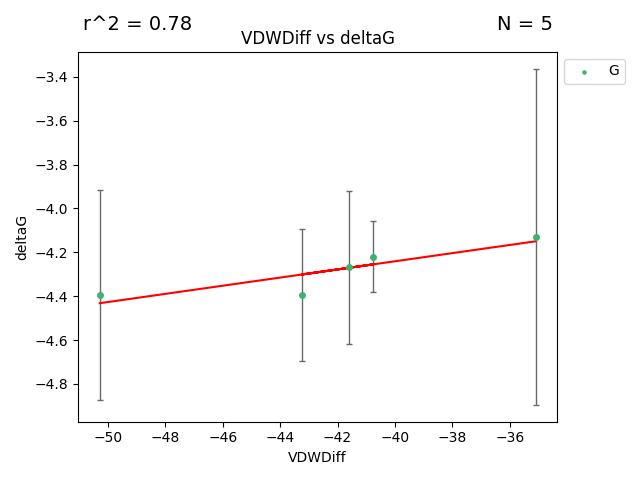 r^2 = 0.78
N = 5
VDWDiff vs deltaG
G
−3.4
−3.6
−3.8
−4.0
−4.2
−4.4
−4.6
−4.8
deltaG
−50
−48
−46
−44
−42
−40
−38
−36
VDWDiff